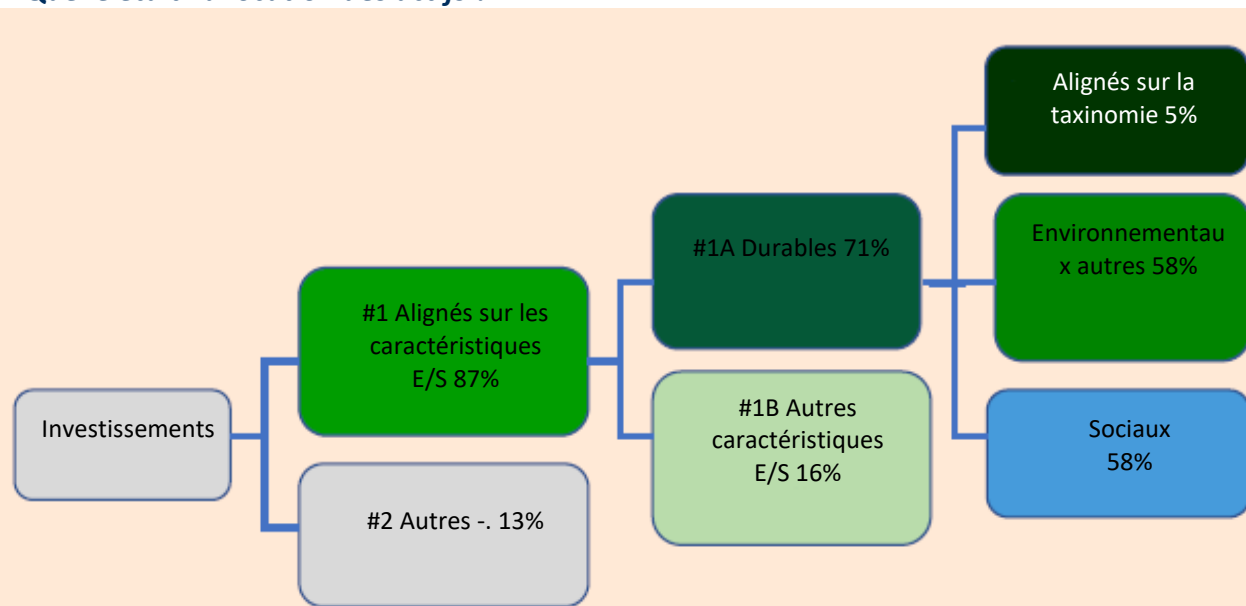 Investissements
#1 Alignés sur les
caractéristiques
E/S 87%
#2 Autres -. 13%
#1A Durables 71%
#1B Autres
caractéristiques
E/S 16%
Alignés sur la
taxinomie 5%
Environnementau
x autres 58%
Sociaux
58%